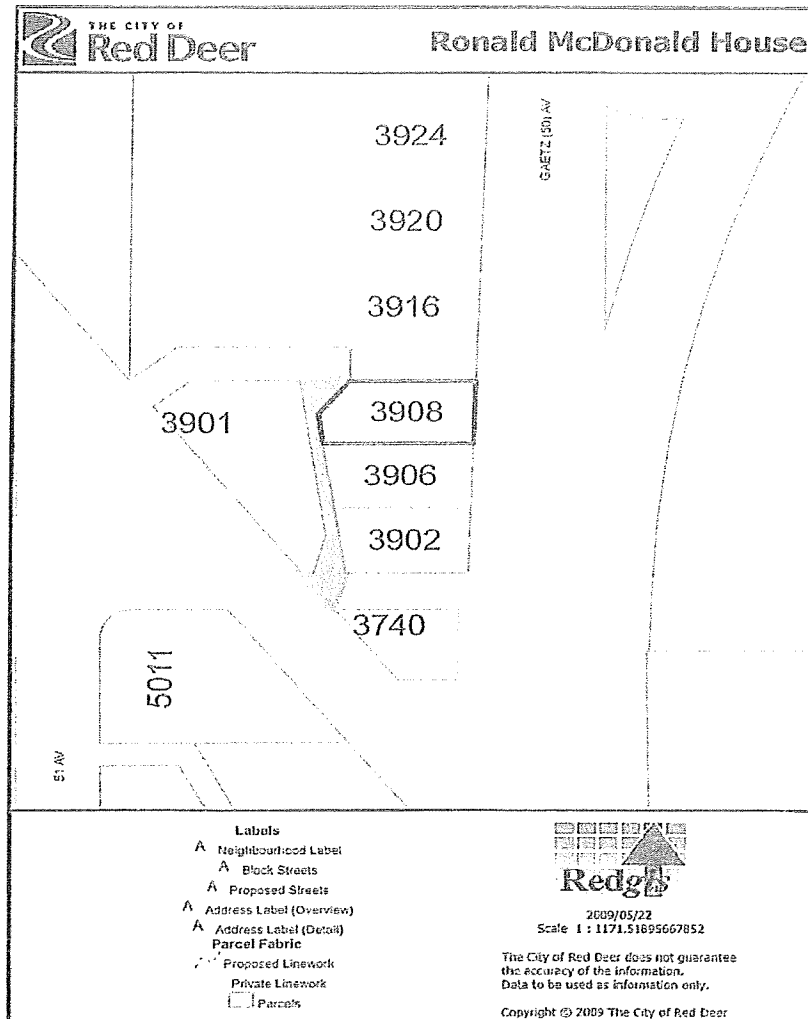 THE CITY OF
Red Deer
Ronald McDonald House
GAETZ (50) AV
3924
3920
3916
3908
3901
3906
3902
3740
5011
51 AV
Labels
A Neighbourhood Label
A Block Streets
A Proposed Streets
A Address Label (Overview)
A Address Label (Detail)
Parcel Fabric
Proposed Linework
Private Linework
Parcels
Redgis
2009/05/22
Scale 1 : 1171.51895667852
The City of Red Deer does not guarantee
the accuracy of the information.
Data to be used as information only.
Copyright © 2009 The City of Red Deer